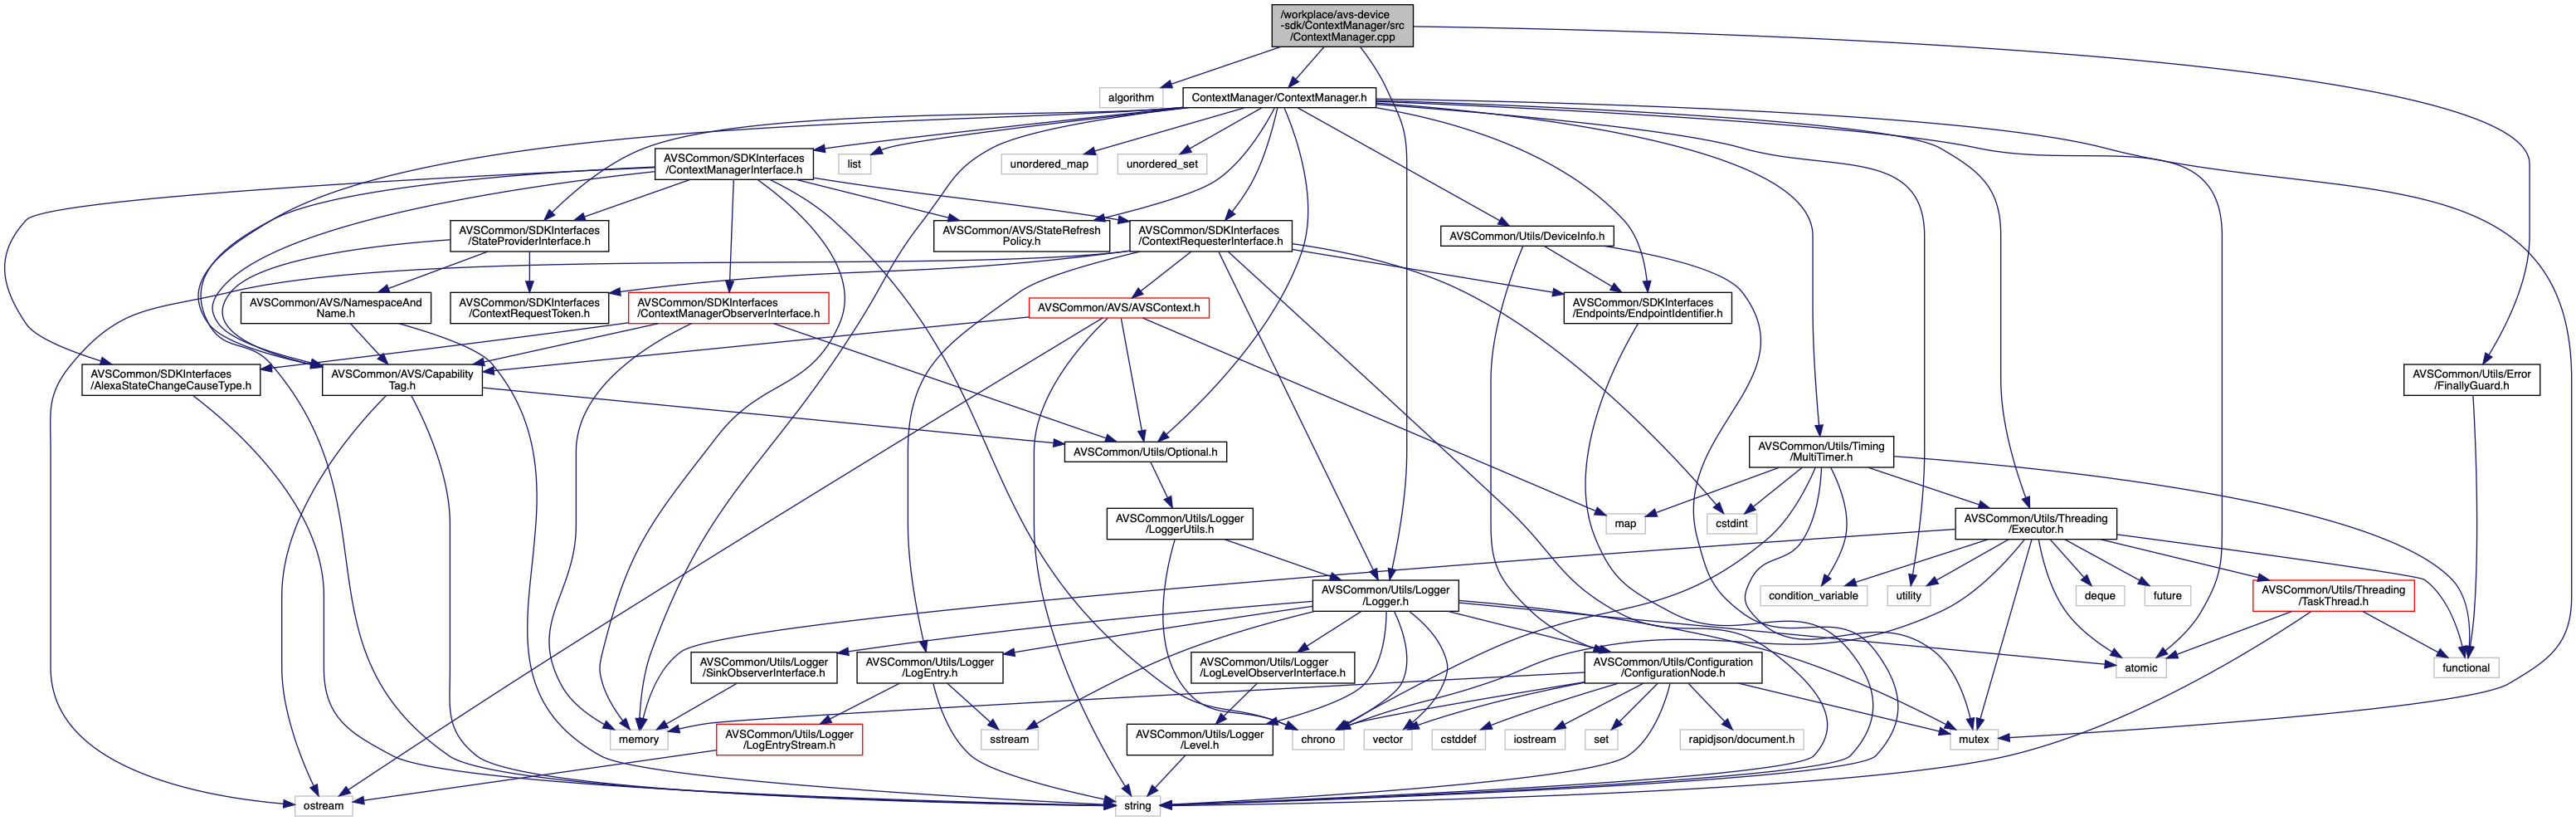 /workplace/avs-device
-sdk/ContextManager/src
/ContextManager.cpp
algorithm
ContextManager/ContextManager.h
AVSCommon/SDKInterfaces
/ContextManagerInterface.h
list
unordered_map
unordered_set
AVSCommon/SDKInterfaces
/StateProviderInterface.h
AVSCommon/AVS/StateRefresh
Policy.h
AVSCommon/SDKInterfaces
/ContextRequesterInterface.h
AVSCommon/Utils/DeviceInfo.h
AVSCommon/AVS/NamespaceAnd
Name.h
AVSCommon/SDKInterfaces
/ContextRequestToken.h
AVSCommon/SDKInterfaces
/ContextManagerObserverInterface.h
AVSCommon/AVS/AVSContext.h
AVSCommon/SDKInterfaces
/Endpoints/EndpointIdentifier.h
AVSCommon/SDKInterfaces
/AlexaStateChangeCauseType.h
AVSCommon/AVS/Capability
Tag.h
AVSCommon/Utils/Error
/FinallyGuard.h
AVSCommon/Utils/Optional.h
AVSCommon/Utils/Timing
/MultiTimer.h
AVSCommon/Utils/Logger
/LoggerUtils.h
map
cstdint
AVSCommon/Utils/Threading
/Executor.h
AVSCommon/Utils/Logger
/Logger.h
condition_variable
utility
deque
future
AVSCommon/Utils/Threading
/TaskThread.h
AVSCommon/Utils/Logger
/SinkObserverInterface.h
AVSCommon/Utils/Logger
/LogEntry.h
AVSCommon/Utils/Logger
/LogLevelObserverInterface.h
AVSCommon/Utils/Configuration
/ConfigurationNode.h
atomic
functional
memory
AVSCommon/Utils/Logger
/LogEntryStream.h
sstream
AVSCommon/Utils/Logger
/Level.h
chrono
vector
cstddef
iostream
set
rapidjson/document.h
mutex
ostream
string